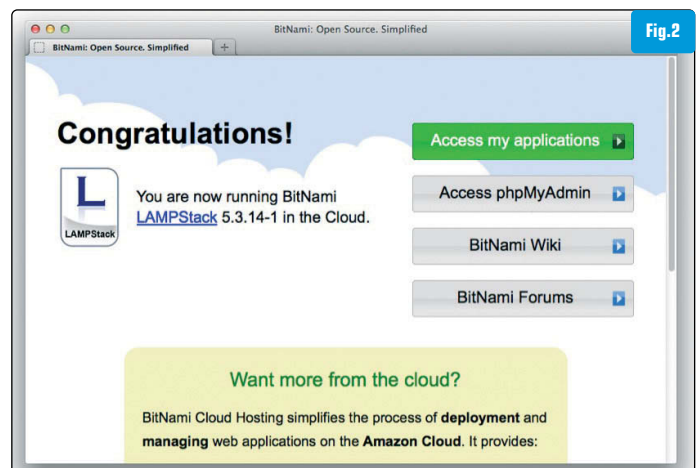 Fig.2
BitNami: Open Source. Simplified
BitNami: Open Source. Simplified
Congratulations!
L
LAMPStack
You are now running BitNami
LAMPStack 5.3.14-1 in the Cloud.
Access my applications
Access phpMyAdmin
BitNami Wiki
BitNami Forums
Want more from the cloud?
BitNami Cloud Hosting simplifies the process of deployment and
managing web applications on the Amazon Cloud. It provides: